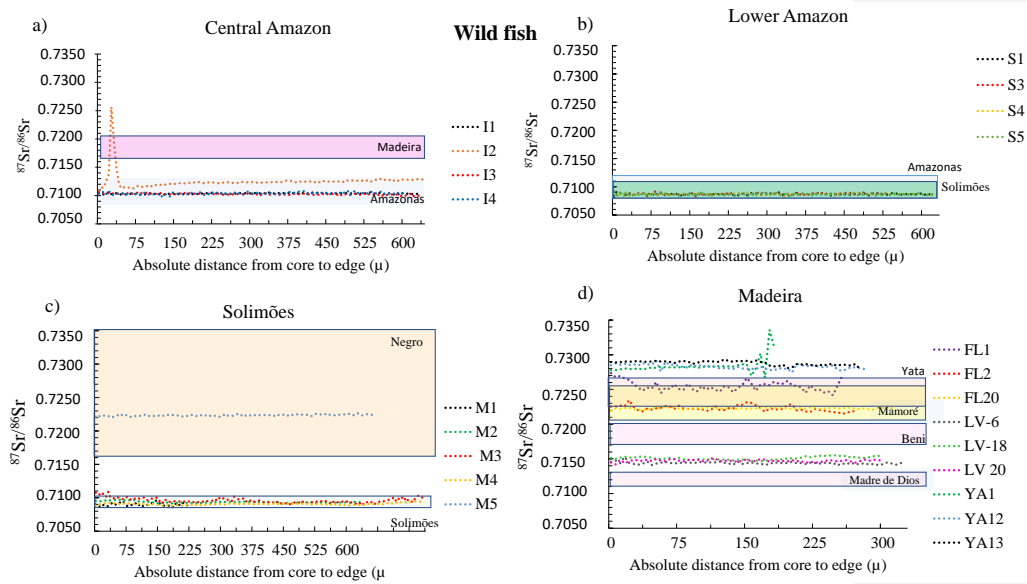 a)
Central Amazon
Wild fish
⁸⁷Sr/⁸⁶Sr
0.7350
0.7300
0.7250
0.7200
0.7150
0.7100
0.7050
Madeira
Amazonas
0 75 150 225 300 375 450 525 600
Absolute distance from core to edge (µ)
I1
I2
I3
I4
b)
Lower Amazon
⁸⁷Sr/⁸⁶Sr
0.7350
0.7300
0.7250
0.7200
0.7150
0.7100
0.7050
Amazonas
Solimões
0 75 150 225 300 375 450 525 600
Absolute distance from core to edge (µ)
S1
S3
S4
S5
c)
Solimões
⁸⁷Sr/⁸⁶Sr
0.7350
0.7300
0.7250
0.7200
0.7150
0.7100
0.7050
Negro
Solimões
0 75 150 225 300 375 450 525 600
Absolute distance from core to edge (µ
M1
M2
M3
M4
M5
d)
Madeira
⁸⁷Sr/⁸⁶Sr
0.7350
0.7300
0.7250
0.7200
0.7150
0.7100
0.7050
Yata
Mamoré
Beni
Madre de Dios
0 75 150 225 300
Absolute distance from core to edge (µ)
FL1
FL2
FL20
LV-6
LV-18
LV 20
YA1
YA12
YA13